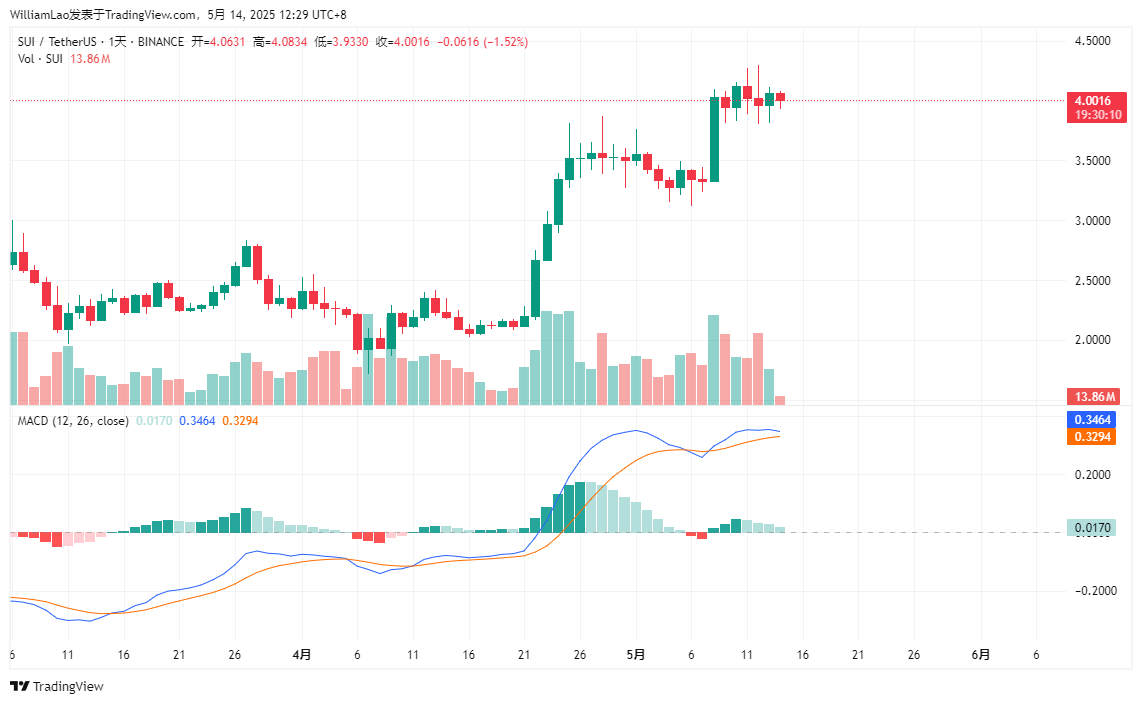 WilliamLao发表于TradingView.com, 5月 14, 2025 12:29 UTC+8
SUI / TetherUS · 1天 · BINANCE 开=4.0631 高=4.0834 低=3.9330 收=4.0016 −0.0616 (−1.52%)
Vol · SUI 13.86M
4.5000
4.0016
19:30:10
3.5000
3.0000
2.5000
2.0000
13.86M
MACD (12, 26, close) 0.0170 0.3464 0.3294
0.3464
0.3294
0.2000
0.0170
−0.2000
6 11 16 21 26 4月 6 11 16 21 26 5月 6 11 16 21 26 6月 6
TradingView